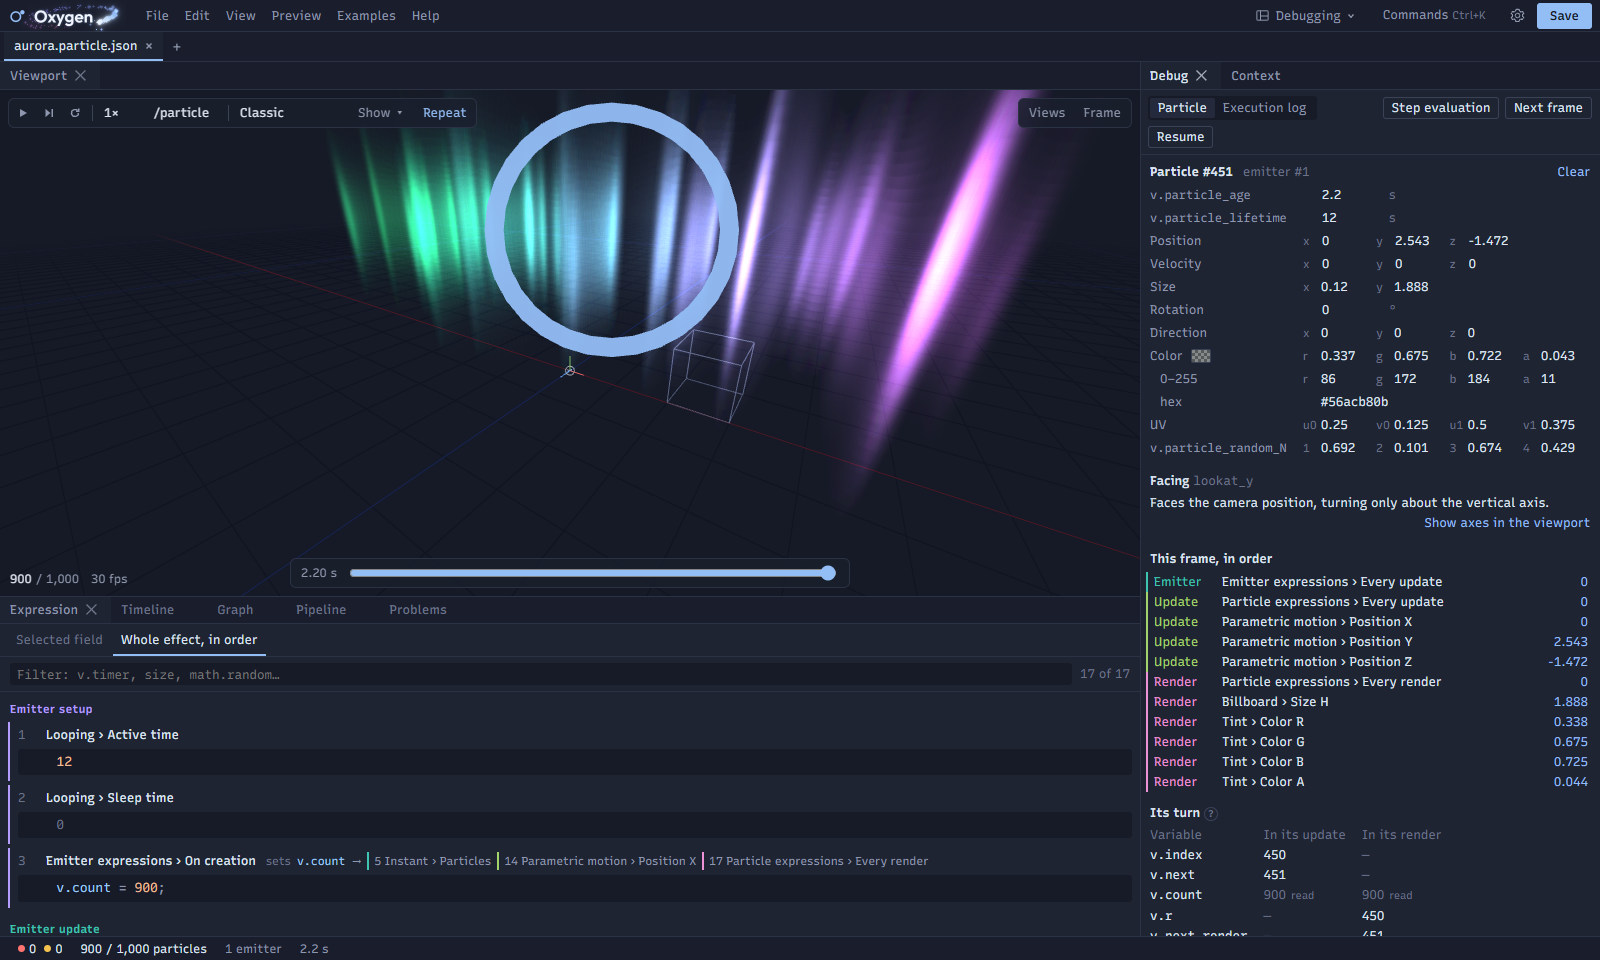 Oxygen File Edit View Preview Examples Help Debugging Commands Ctrl+K Save
aurora.particle.json × +
Viewport
1× /particle Classic Show Repeat Views Frame
2.20 s
900 / 1,000 30 fps
Expression Timeline Graph Pipeline Problems
Selected field Whole effect, in order
Filter: v.timer, size, math.random… 17 of 17
Emitter setup
1 Looping › Active time
12
2 Looping › Sleep time
0
3 Emitter expressions › On creation sets v.count → 5 Instant › Particles 14 Parametric motion › Position X 17 Particle expressions › Every render
v.count = 900;
Emitter update
0 0 900 / 1,000 particles 1 emitter 2.2 s
Debug Context
Particle Execution log Step evaluation Next frame
Resume
Particle #451 emitter #1 Clear
v.particle_age 2.2 s
v.particle_lifetime 12 s
Position x 0 y 2.543 z -1.472
Velocity x 0 y 0 z 0
Size x 0.12 y 1.888
Rotation 0 °
Direction x 0 y 0 z 0
Color r 0.337 g 0.675 b 0.722 a 0.043
0–255 r 86 g 172 b 184 a 11
hex #56acb80b
UV u0 0.25 v0 0.125 u1 0.5 v1 0.375
v.particle_random_N 1 0.692 2 0.101 3 0.674 4 0.429
Facing lookat_y
Faces the camera position, turning only about the vertical axis.
Show axes in the viewport
This frame, in order
Emitter Emitter expressions › Every update 0
Update Particle expressions › Every update 0
Update Parametric motion › Position X 0
Update Parametric motion › Position Y 2.543
Update Parametric motion › Position Z -1.472
Render Particle expressions › Every render 0
Render Billboard › Size H 1.888
Render Tint › Color R 0.338
Render Tint › Color G 0.675
Render Tint › Color B 0.725
Render Tint › Color A 0.044
Its turn ?
Variable In its update In its render
v.index 450 —
v.next 451 —
v.count 900 read 900 read
v.r — 450
v.next_render — 451